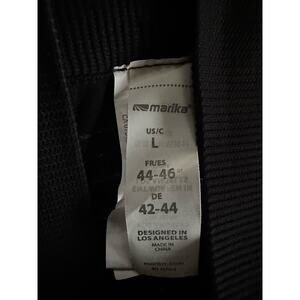 marika®
US/C
L
FR/ES
44-46
DE
42-44
DESIGNED IN
LOS ANGELES
MADE IN
CHINA